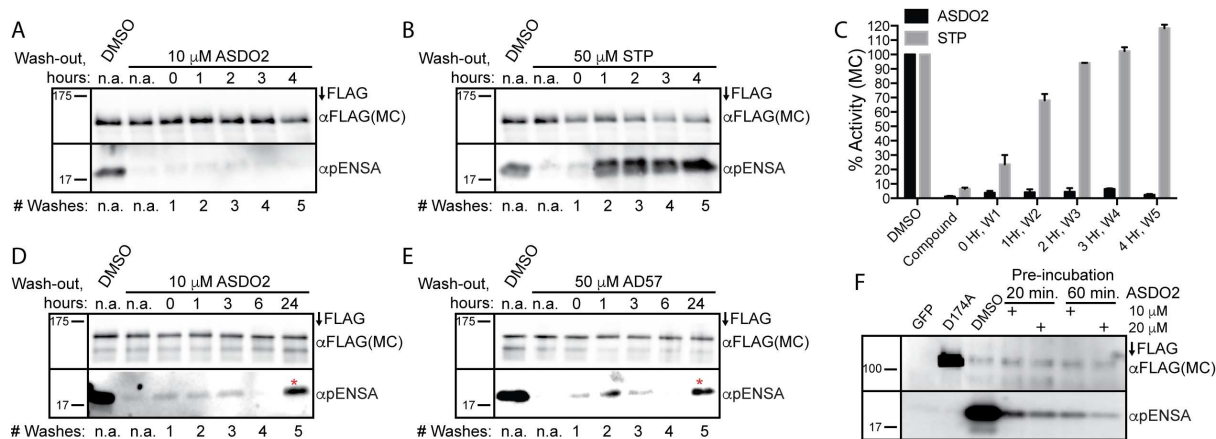 A
DMSO
Wash-out, 10 µM ASDO2
hours: n.a. n.a. 0 1 2 3 4
175
↓FLAG
αFLAG(MC)
αpENSA
17
# Washes: n.a. n.a. 1 2 3 4 5
B
DMSO
Wash-out, 50 µM STP
hours: n.a. n.a. 0 1 2 3 4
175
↓FLAG
αFLAG(MC)
αpENSA
17
# Washes: n.a. n.a. 1 2 3 4 5
C
ASDO2
STP
% Activity (MC)
120
110
100
90
80
70
60
50
40
30
20
10
0
DMSO
Compound
0 Hr, W1
1Hr, W2
2 Hr, W3
3 Hr, W4
4 Hr, W5
D
DMSO
Wash-out, 10 µM ASDO2
hours: n.a. n.a. 0 1 3 6 24
175
↓FLAG
αFLAG(MC)
*
αpENSA
17
# Washes: n.a. n.a. 1 2 3 4 5
E
DMSO
Wash-out, 50 µM AD57
hours: n.a. n.a. 0 1 3 6 24
175
↓FLAG
αFLAG(MC)
*
αpENSA
17
# Washes: n.a. n.a. 1 2 3 4 5
F
Pre-incubation
GFP D174A DMSO 20 min. 60 min. ASDO2
+ + 10 µM
+ + 20 µM
↓FLAG
100
αFLAG(MC)
αpENSA
17